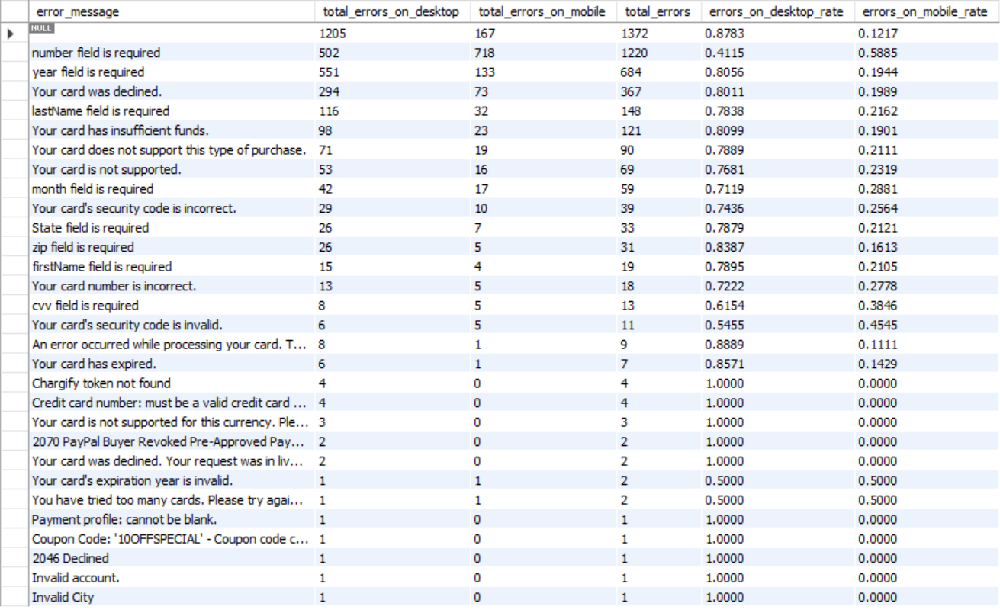 error_message total_errors_on_desktop total_errors_on_mobile total_errors errors_on_desktop_rate errors_on_mobile_rate
NULL 1205 167 1372 0.8783 0.1217
number field is required 502 718 1220 0.4115 0.5885
year field is required 551 133 684 0.8056 0.1944
Your card was declined. 294 73 367 0.8011 0.1989
lastName field is required 116 32 148 0.7838 0.2162
Your card has insufficient funds. 98 23 121 0.8099 0.1901
Your card does not support this type of purchase. 71 19 90 0.7889 0.2111
Your card is not supported. 53 16 69 0.7681 0.2319
month field is required 42 17 59 0.7119 0.2881
Your card's security code is incorrect. 29 10 39 0.7436 0.2564
State field is required 26 7 33 0.7879 0.2121
zip field is required 26 5 31 0.8387 0.1613
firstName field is required 15 4 19 0.7895 0.2105
Your card number is incorrect. 13 5 18 0.7222 0.2778
cvv field is required 8 5 13 0.6154 0.3846
Your card's security code is invalid. 6 5 11 0.5455 0.4545
An error occurred while processing your card. T... 8 1 9 0.8889 0.1111
Your card has expired. 6 1 7 0.8571 0.1429
Chargify token not found 4 0 4 1.0000 0.0000
Credit card number: must be a valid credit card ... 4 0 4 1.0000 0.0000
Your card is not supported for this currency. Ple... 3 0 3 1.0000 0.0000
2070 PayPal Buyer Revoked Pre-Approved Pay... 2 0 2 1.0000 0.0000
Your card was declined. Your request was in liv... 2 0 2 1.0000 0.0000
Your card's expiration year is invalid. 1 1 2 0.5000 0.5000
You have tried too many cards. Please try agai... 1 1 2 0.5000 0.5000
Payment profile: cannot be blank. 1 0 1 1.0000 0.0000
Coupon Code: '10OFFSPECIAL' - Coupon code c... 1 0 1 1.0000 0.0000
2046 Declined 1 0 1 1.0000 0.0000
Invalid account. 1 0 1 1.0000 0.0000
Invalid City 1 0 1 1.0000 0.0000